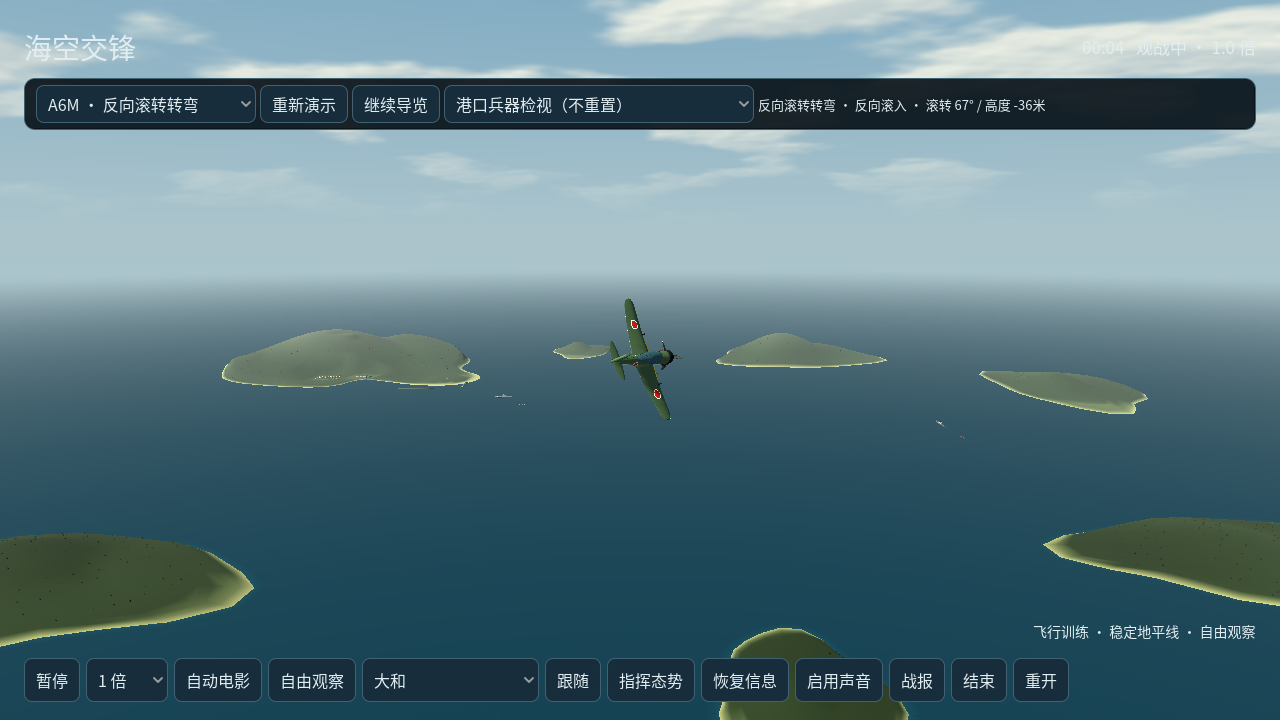 海空交锋
00:04 观战中 · 1.0 倍
A6M · 反向滚转转弯 重新演示 继续导览 港口兵器检视（不重置） 反向滚转转弯 · 反向滚入 · 滚转 67° / 高度 -36米
飞行训练 · 稳定地平线 · 自由观察
暂停 1 倍 自动电影 自由观察 大和 跟随 指挥态势 恢复信息 启用声音 战报 结束 重开